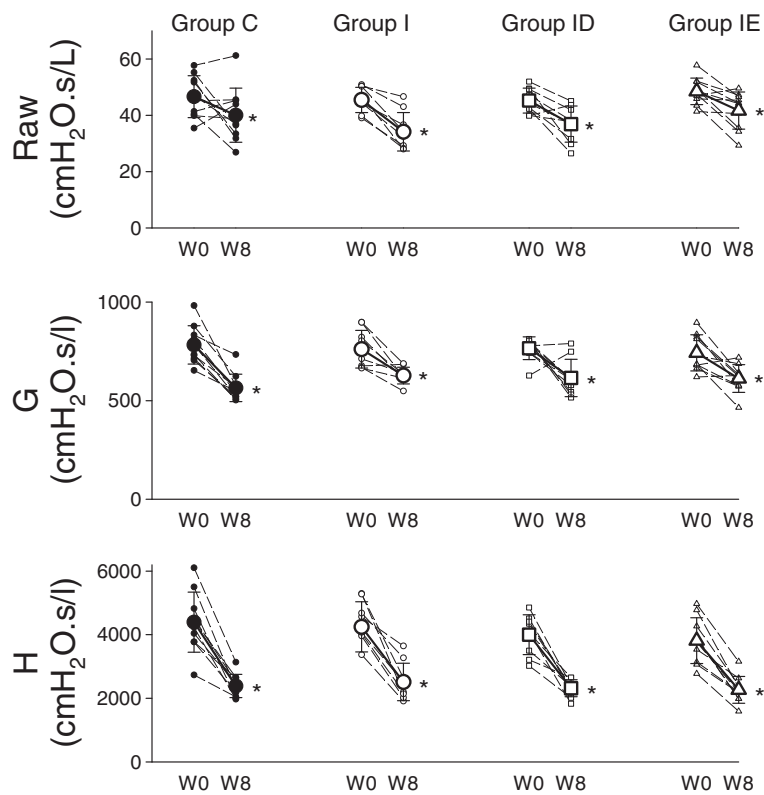 Group C Group I Group ID Group IE
Raw
(cmH₂O.s/L)
60
40
20
0
* * * *
W0 W8 W0 W8 W0 W8 W0 W8
G
(cmH₂O.s/l)
1000
500
0
* * * *
W0 W8 W0 W8 W0 W8 W0 W8
H
(cmH₂O.s/l)
6000
4000
2000
0
* * * *
W0 W8 W0 W8 W0 W8 W0 W8